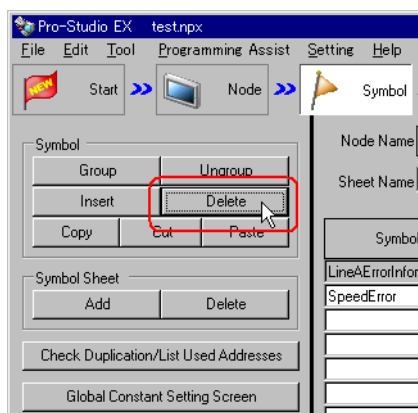 Pro-Studio EX test.npx
File Edit Tool Programming Assist Setting Help
NEW Start Node Symbol
Symbol
Group Ungroup
Insert Delete
Copy Cut Paste
Symbol Sheet
Add Delete
Check Duplication/List Used Addresses
Global Constant Setting Screen
Node Name
Sheet Name
Symbol
LineAErrorInfor
SpeedError